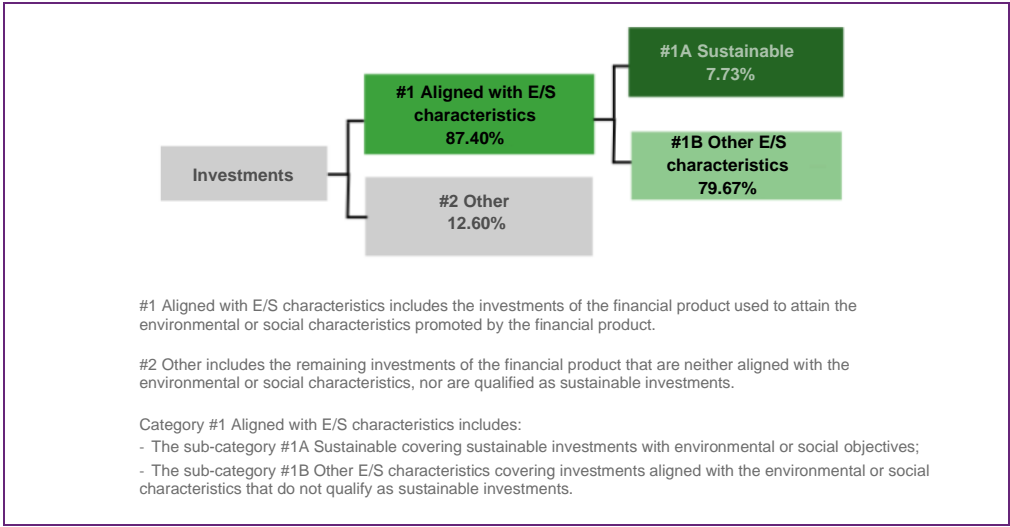 #1A Sustainable
7.73%
#1 Aligned with E/S
characteristics
87.40%
#1B Other E/S
characteristics
79.67%
Investments
#2 Other
12.60%
#1 Aligned with E/S characteristics includes the investments of the financial product used to attain the
environmental or social characteristics promoted by the financial product.
#2 Other includes the remaining investments of the financial product that are neither aligned with the
environmental or social characteristics, nor are qualified as sustainable investments.
Category #1 Aligned with E/S characteristics includes:
- The sub-category #1A Sustainable covering sustainable investments with environmental or social objectives;
- The sub-category #1B Other E/S characteristics covering investments aligned with the environmental or social
characteristics that do not qualify as sustainable investments.